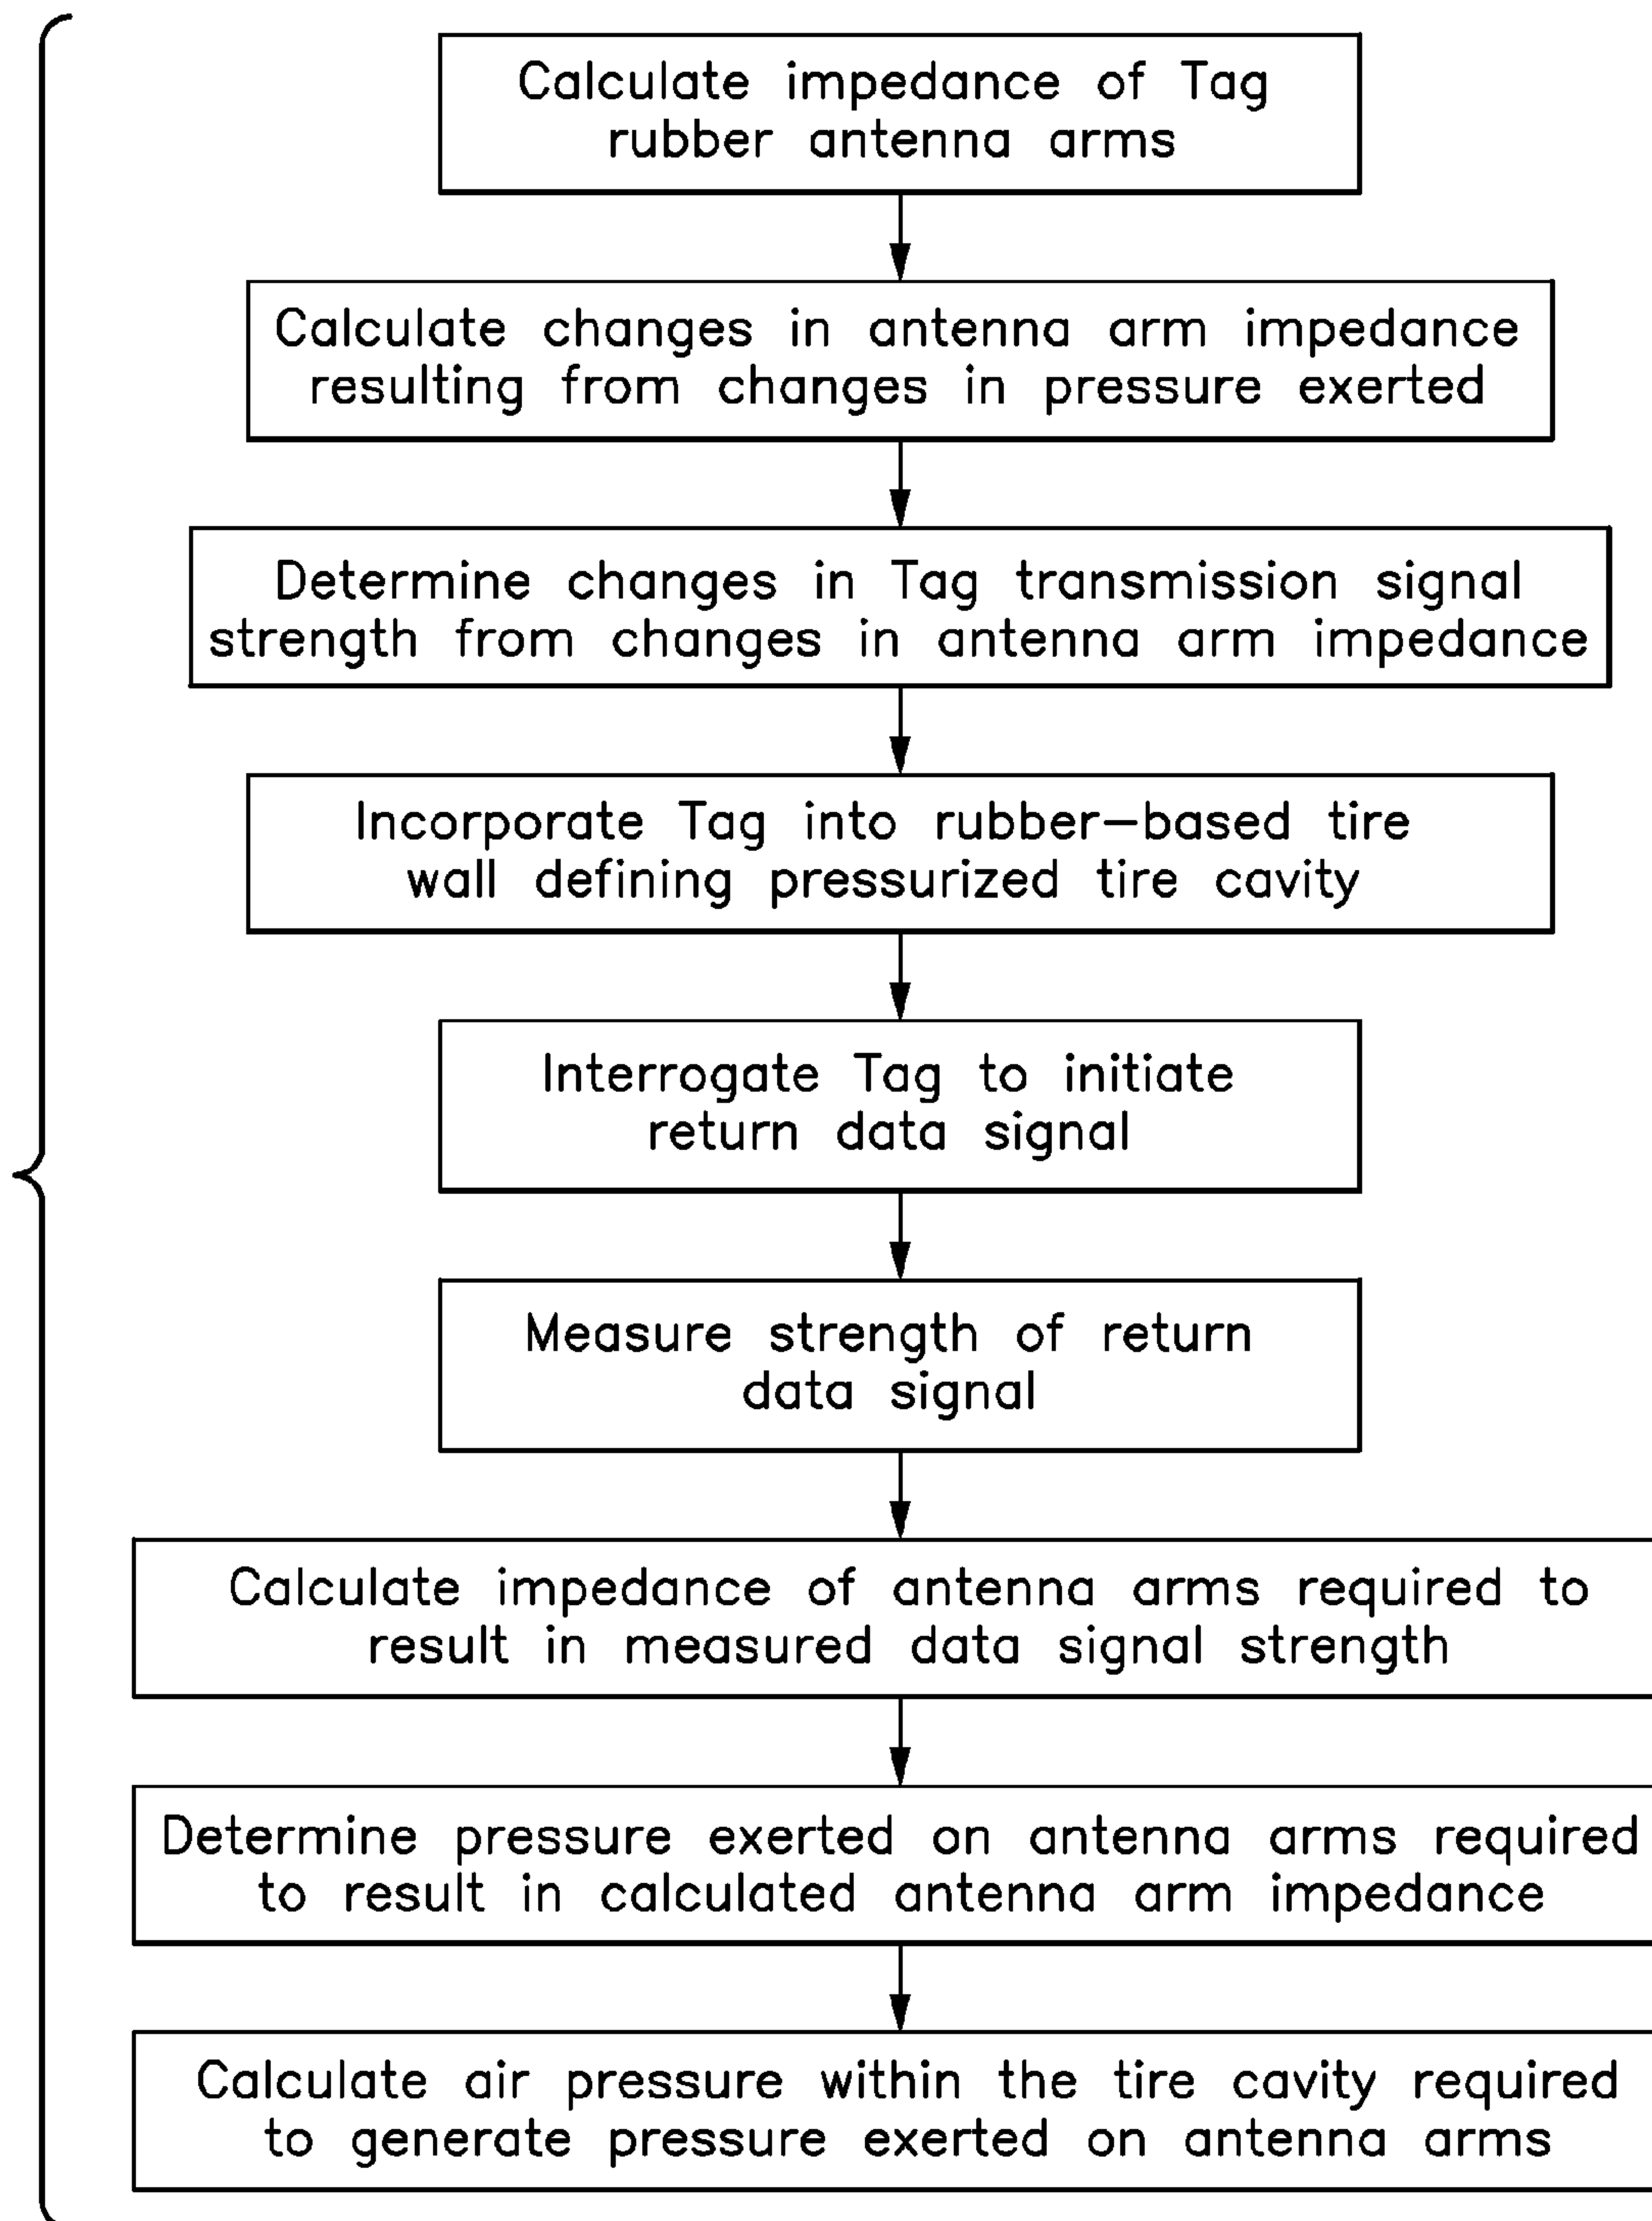 Calculate impedance of Tag
rubber antenna arms
Calculate changes in antenna arm impedance
resulting from changes in pressure exerted
Determine changes in Tag transmission signal
strength from changes in antenna arm impedance
Incorporate Tag into rubber-based tire
wall defining pressurized tire cavity
Interrogate Tag to initiate
return data signal
Measure strength of return
data signal
Calculate impedance of antenna arms required to
result in measured data signal strength
Determine pressure exerted on antenna arms required
to result in calculated antenna arm impedance
Calculate air pressure within the tire cavity required
to generate pressure exerted on antenna arms